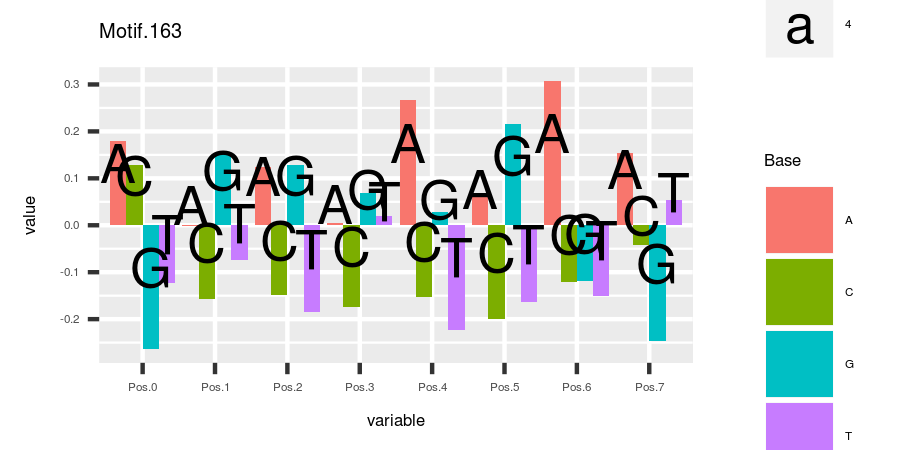 Motif.163
a 4
value
0.3
0.2
0.1
0.0
-0.1
-0.2
A C G T A C G T A C G T A C G T A C G T A C G T A C G T A C G T
Pos.0 Pos.1 Pos.2 Pos.3 Pos.4 Pos.5 Pos.6 Pos.7
variable
Base
A
C
G
T